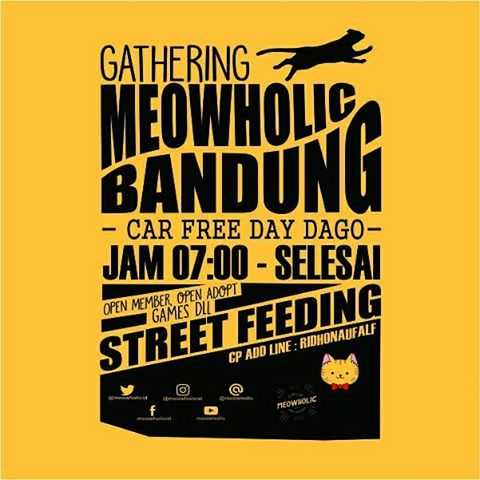 GATHERING
MEOWHOLIC
BANDUNG
- CAR FREE DAY DAGO-
JAM 07:00 - SELESAI
OPEN MEMBER, OPEN ADOPT
GAMES DLL
STREET FEEDING
CP ADD LINE : RIDHONAUFALF
MEOWHOLIC